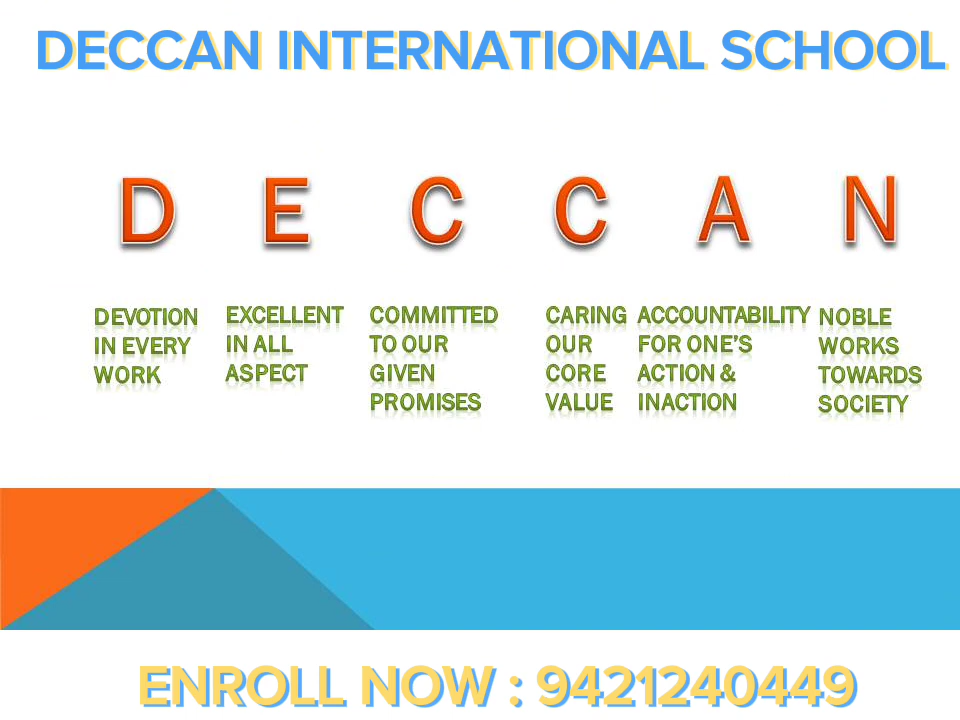 DECCAN INTERNATIONAL SCHOOL
D E C C A N
DEVOTION
IN EVERY
WORK
EXCELLENT
IN ALL
ASPECT
COMMITTED
TO OUR
GIVEN
PROMISES
CARING
OUR
CORE
VALUE
ACCOUNTABILITY
FOR ONE'S
ACTION &
INACTION
NOBLE
WORKS
TOWARDS
SOCIETY
ENROLL NOW : 9421240449